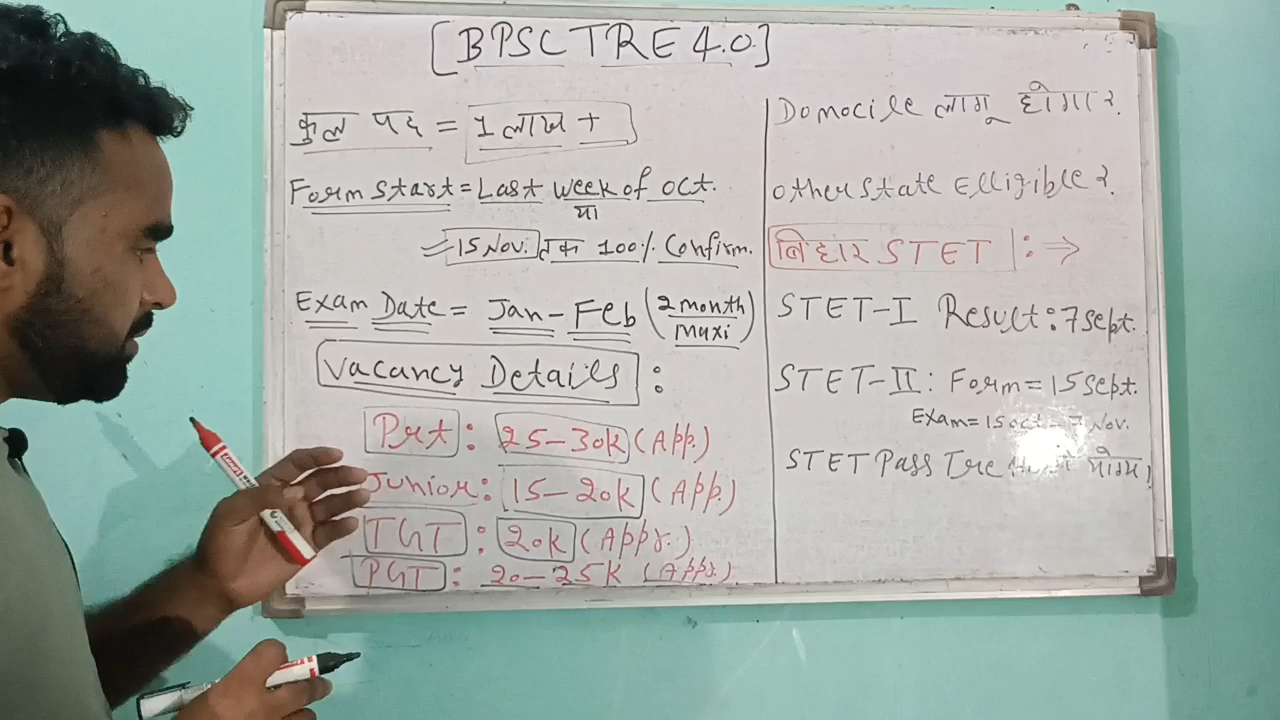 [BPSC TRE 4.0]
कुल पद = 1 लाख +
Form Start = Last week of oct.
या
15 Nov. तक 100% Confirm.
Exam Date = Jan - Feb (2 month
maxi)
Vacancy Details :
Prt : 25-30k (App.)
Junior : 15-20k (App.)
TGT : 20k (Appr.)
PGT : 20-25k (Appr.)
Domocile लागू होगा?
Other State Elligible?
बिहार STET : ⇒
STET-I Result : 7 Sept.
STET-II : Form = 15 Sept.
Exam = 15 oct - 7 Nov.
STET Pass Tre योग्य!